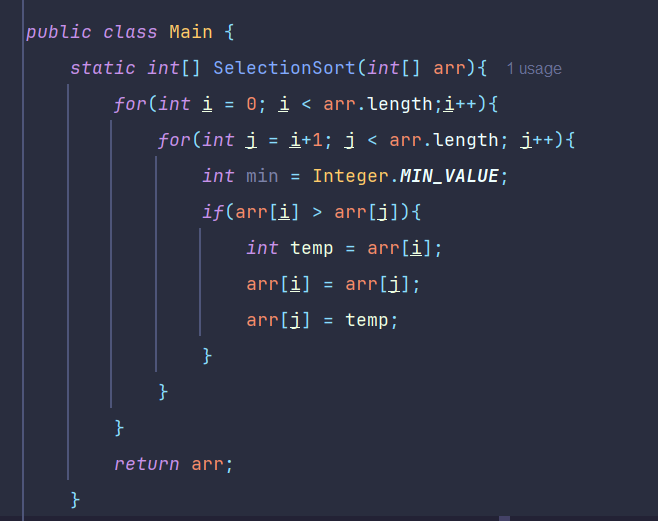 public class Main {
static int[] SelectionSort(int[] arr){ 1 usage
for(int i = 0; i < arr.length;i++){
for(int j = i+1; j < arr.length; j++){
int min = Integer.MIN_VALUE;
if(arr[i] > arr[j]){
int temp = arr[i];
arr[i] = arr[j];
arr[j] = temp;
}
}
}
return arr;
}